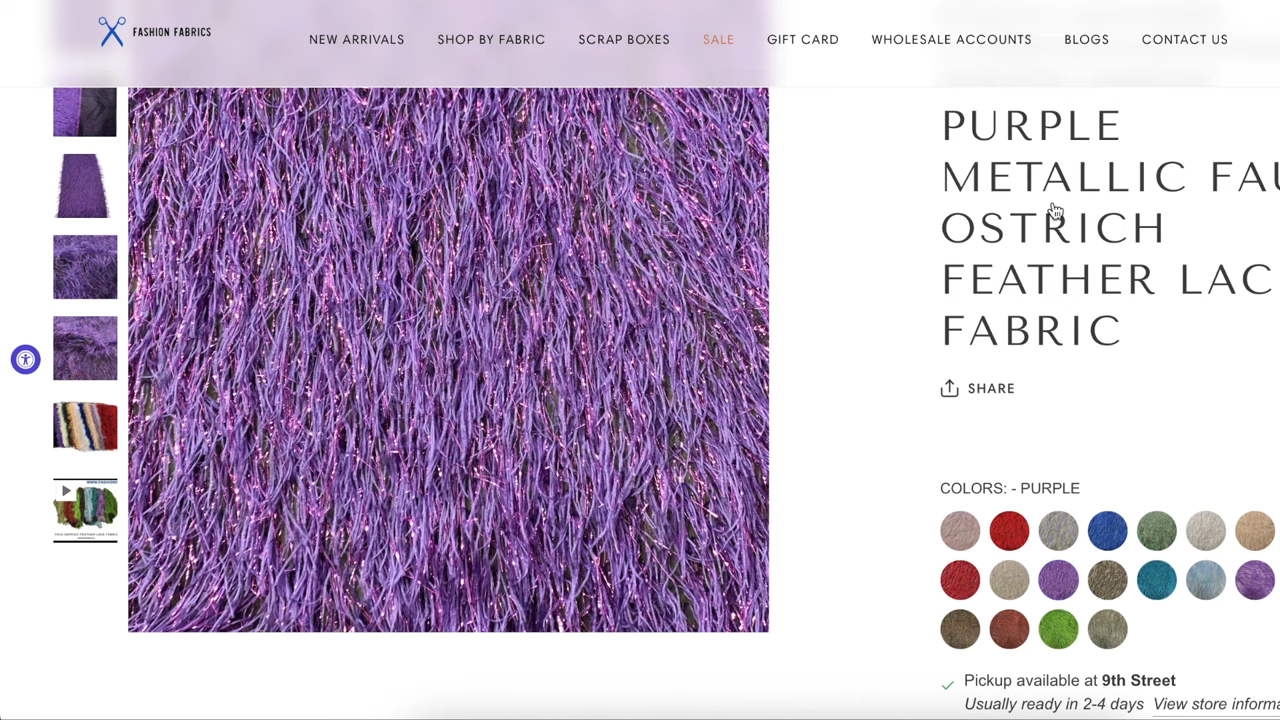 FASHION FABRICS
NEW ARRIVALS SHOP BY FABRIC SCRAP BOXES SALE GIFT CARD WHOLESALE ACCOUNTS BLOGS CONTACT US
PURPLE
METALLIC FAU
OSTRICH
FEATHER LAC
FABRIC
SHARE
COLORS: - PURPLE
Pickup available at 9th Street
Usually ready in 2-4 days View store informa